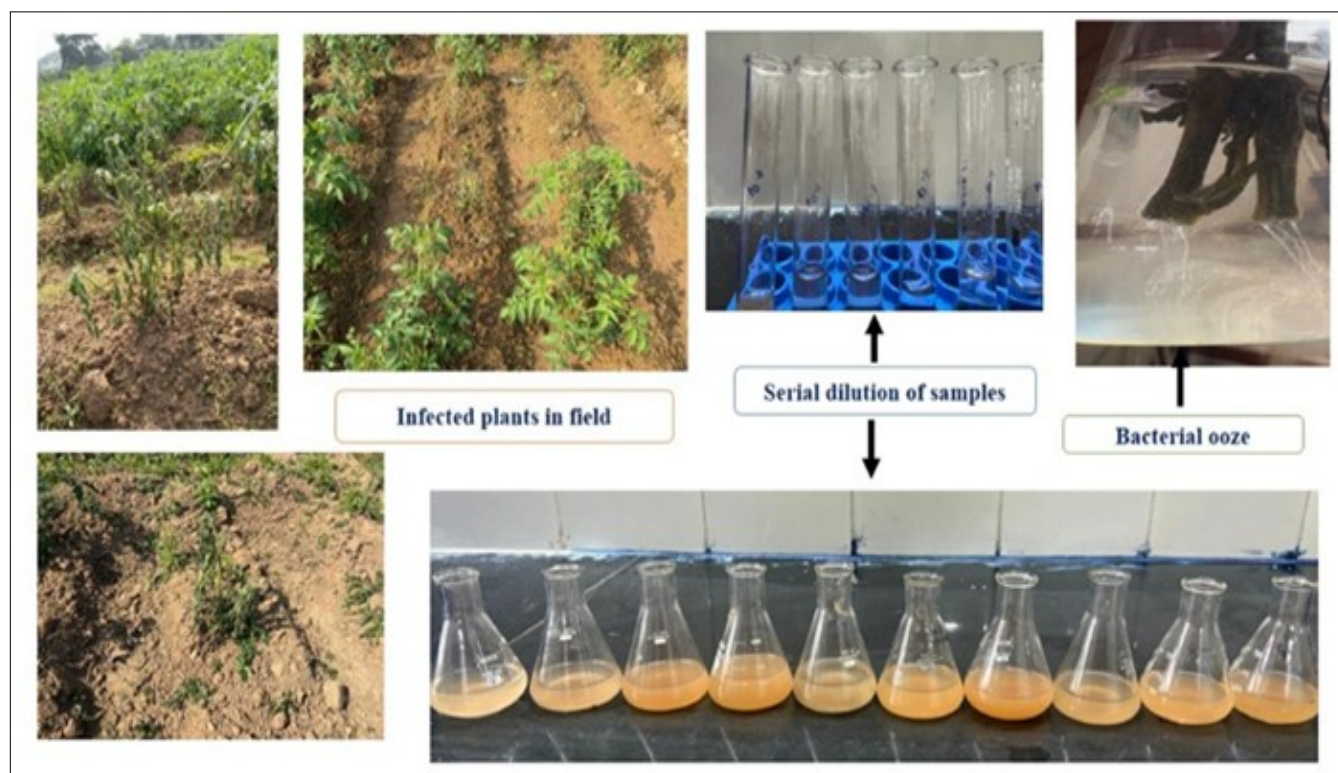 Infected plants in field
Serial dilution of samples
Bacterial ooze